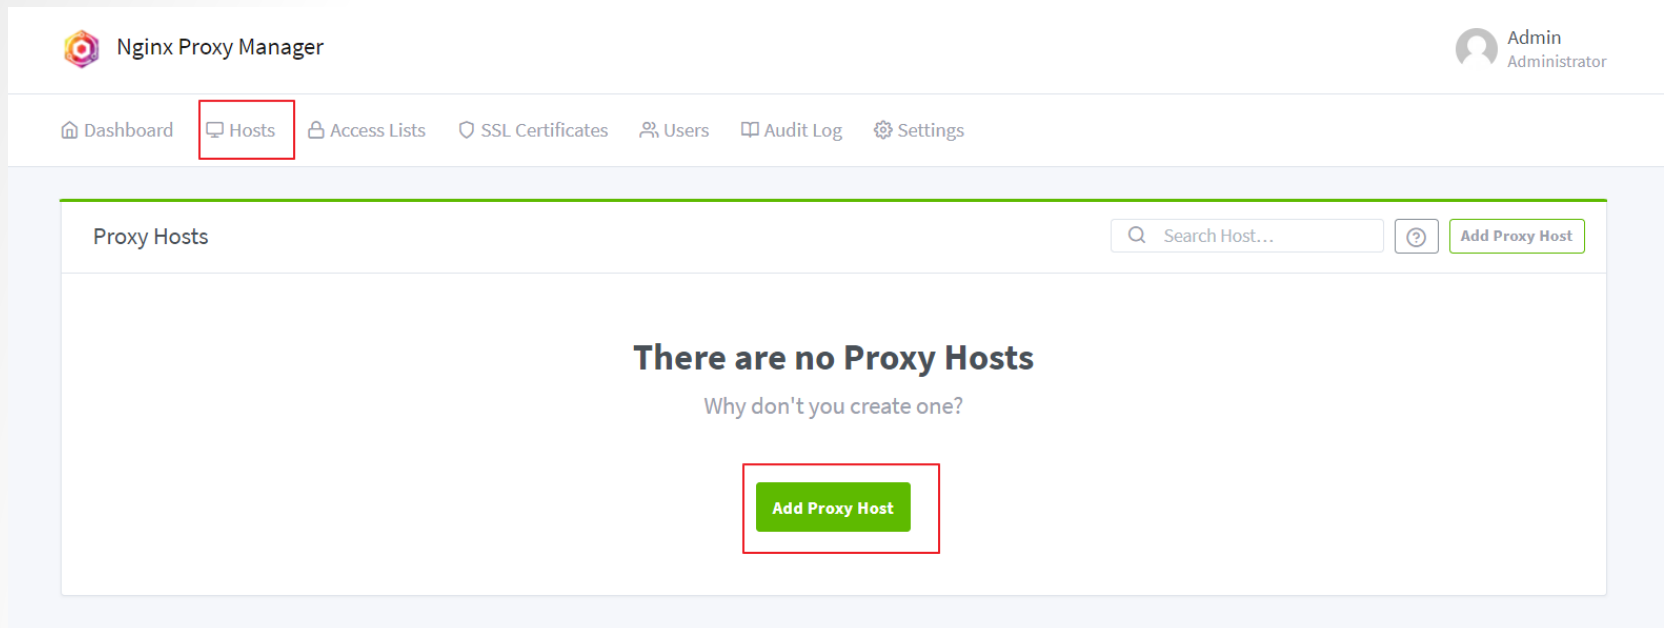 Nginx Proxy Manager
Admin
Administrator
Dashboard Hosts Access Lists SSL Certificates Users Audit Log Settings
Proxy Hosts Search Host... Add Proxy Host
There are no Proxy Hosts
Why don't you create one?
Add Proxy Host